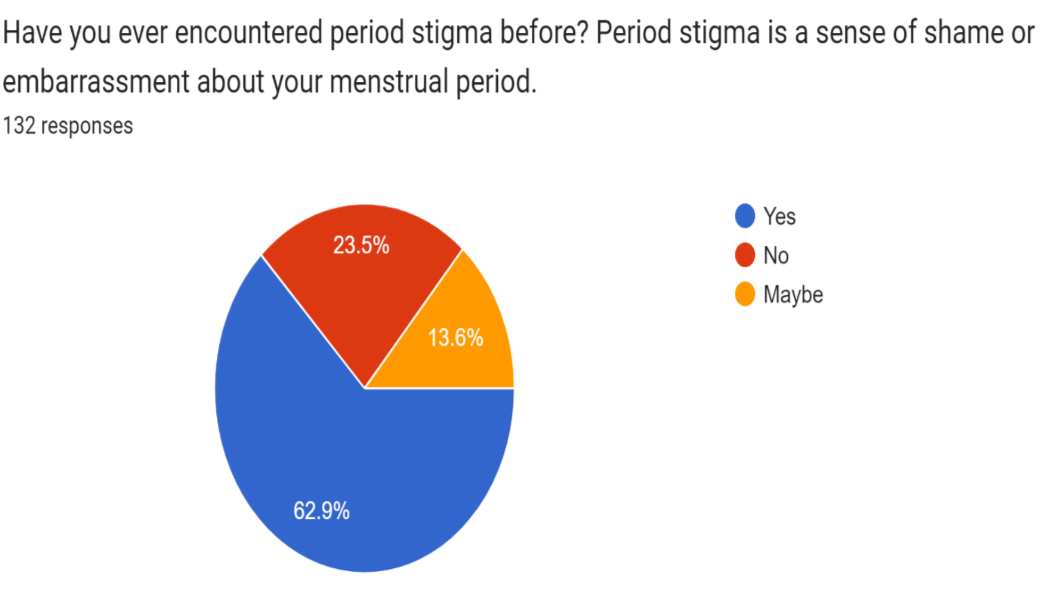 Have you ever encountered period stigma before? Period stigma is a sense of shame or
embarrassment about your menstrual period.
132 responses
Yes
No
Maybe
23.5%
13.6%
62.9%